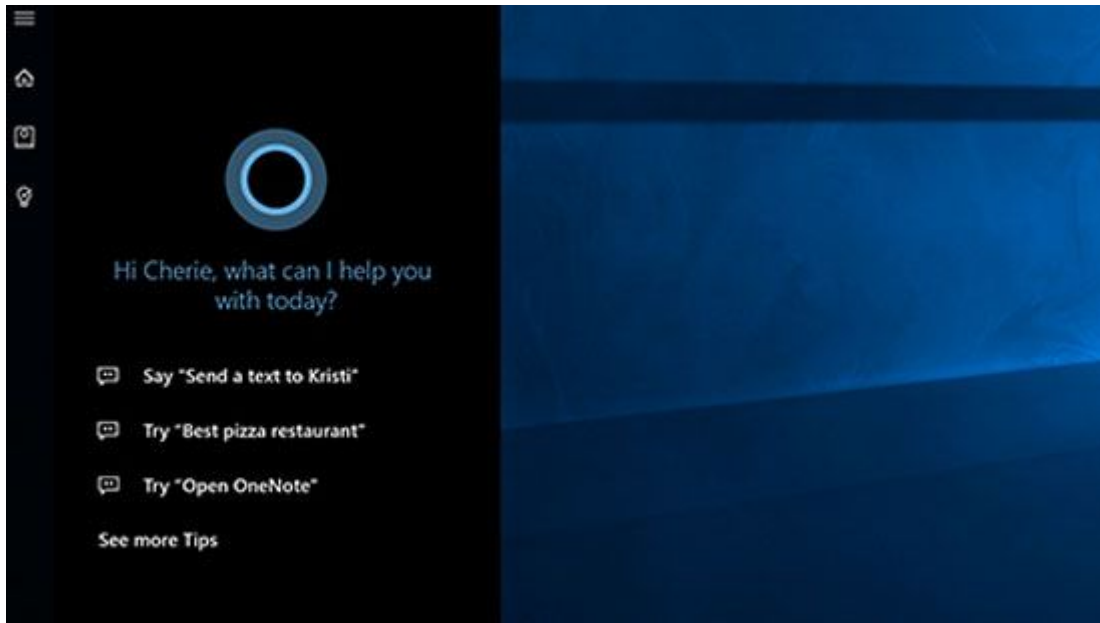 Hi Cherie, what can I help you
with today?
Say "Send a text to Kristi"
Try "Best pizza restaurant"
Try "Open OneNote"
See more Tips